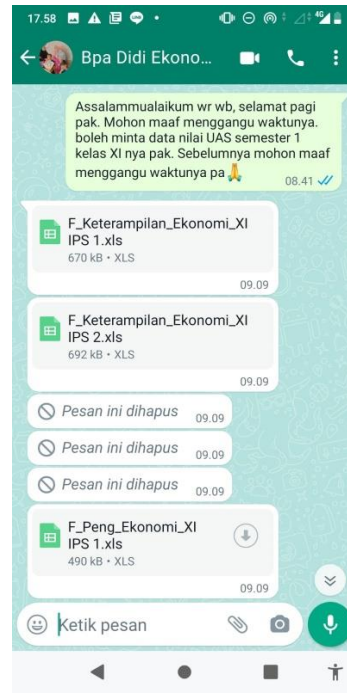 17.58
4G
Bpa Didi Ekono...
Assalammualaikum wr wb, selamat pagi
pak. Mohon maaf menggangu waktunya.
boleh minta data nilai UAS semester 1
kelas XI nya pak. Sebelumnya mohon maaf
menggangu waktunya pa🙏
08.41
F_Keterampilan_Ekonomi_XI
IPS 1.xls
670 kB • XLS
09.09
F_Keterampilan_Ekonomi_XI
IPS 2.xls
692 kB • XLS
09.09
Pesan ini dihapus 09.09
Pesan ini dihapus 09.09
Pesan ini dihapus 09.09
F_Peng_Ekonomi_XI
IPS 1.xls
490 kB • XLS
09.09
Ketik pesan